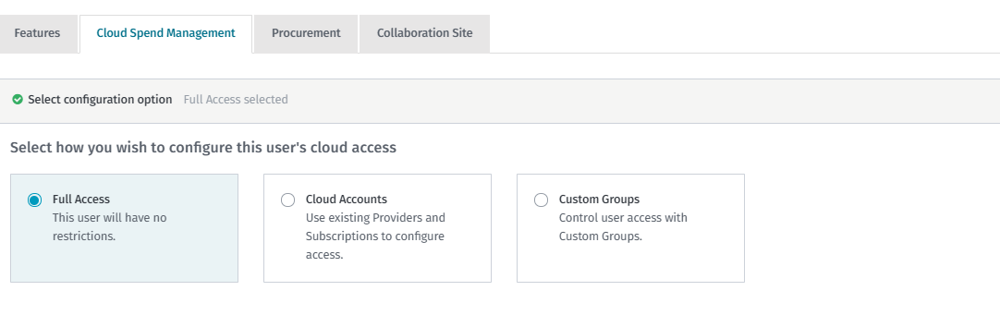 Features
Cloud Spend Management
Procurement
Collaboration Site
Select configuration option Full Access selected
Select how you wish to configure this user's cloud access
Full Access
This user will have no
restrictions.
Cloud Accounts
Use existing Providers and
Subscriptions to configure
access.
Custom Groups
Control user access with
Custom Groups.